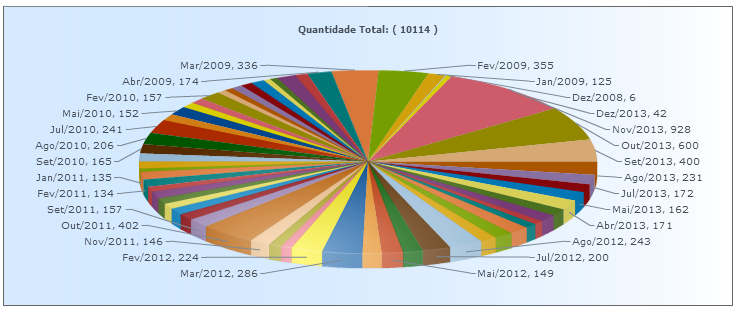 Quantidade Total: ( 10114 )
Mar/2009, 336
Fev/2009, 355
Abr/2009, 174
Jan/2009, 125
Fev/2010, 157
Dez/2008, 6
Mai/2010, 152
Dez/2013, 42
Jul/2010, 241
Nov/2013, 928
Ago/2010, 206
Out/2013, 600
Set/2010, 165
Set/2013, 400
Jan/2011, 135
Ago/2013, 231
Fev/2011, 134
Jul/2013, 172
Set/2011, 157
Mai/2013, 162
Out/2011, 402
Abr/2013, 171
Nov/2011, 146
Ago/2012, 243
Fev/2012, 224
Jul/2012, 200
Mar/2012, 286
Mai/2012, 149